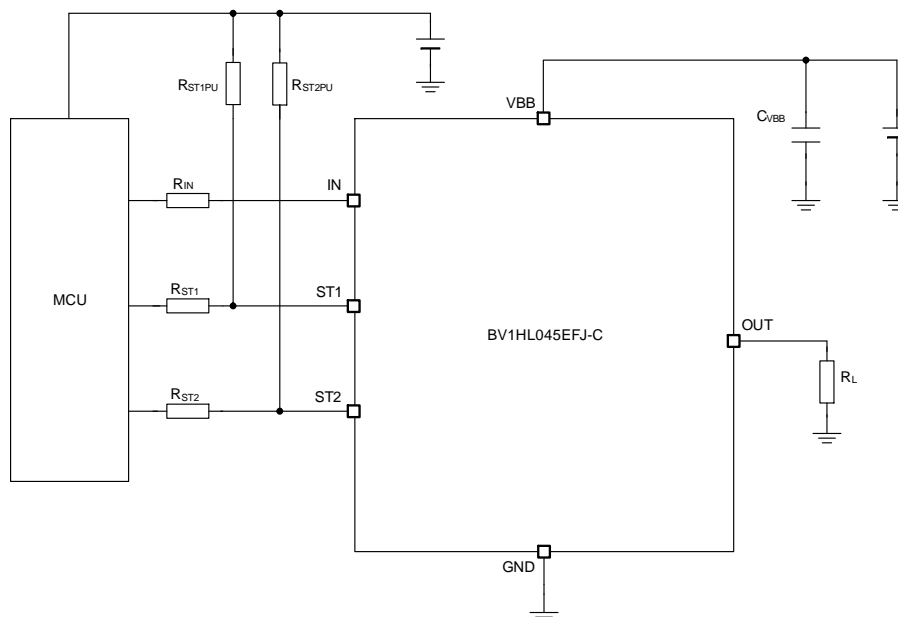 RST1PU
RST2PU
VBB
CVBB
IN
RIN
MCU
RST1
ST1
BV1HL045EFJ-C
OUT
RL
RST2
ST2
GND